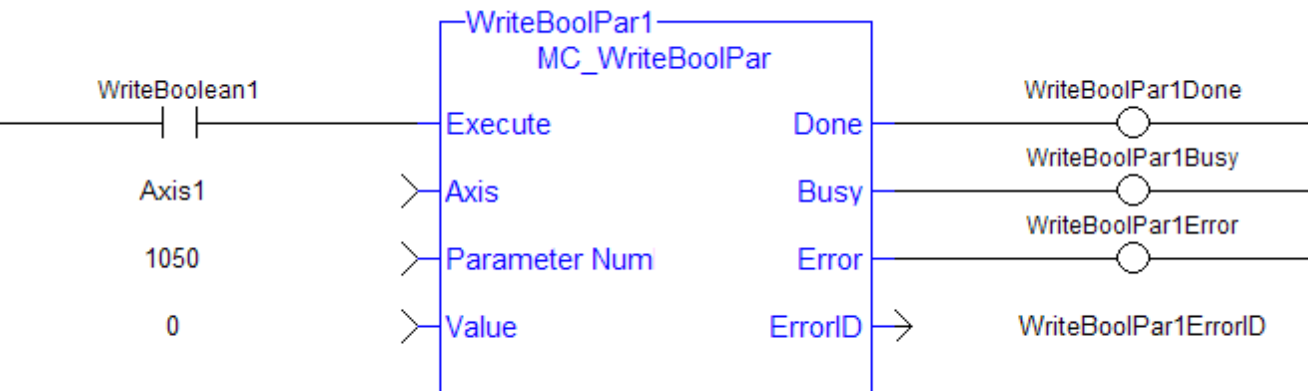 WriteBoolPar1
MC_WriteBoolPar
WriteBoolean1
WriteBoolPar1Done
Execute
Done
WriteBoolPar1Busy
Axis1
Axis
Busy
WriteBoolPar1Error
1050
Parameter Num
Error
0
Value
ErrorID
WriteBoolPar1ErrorID